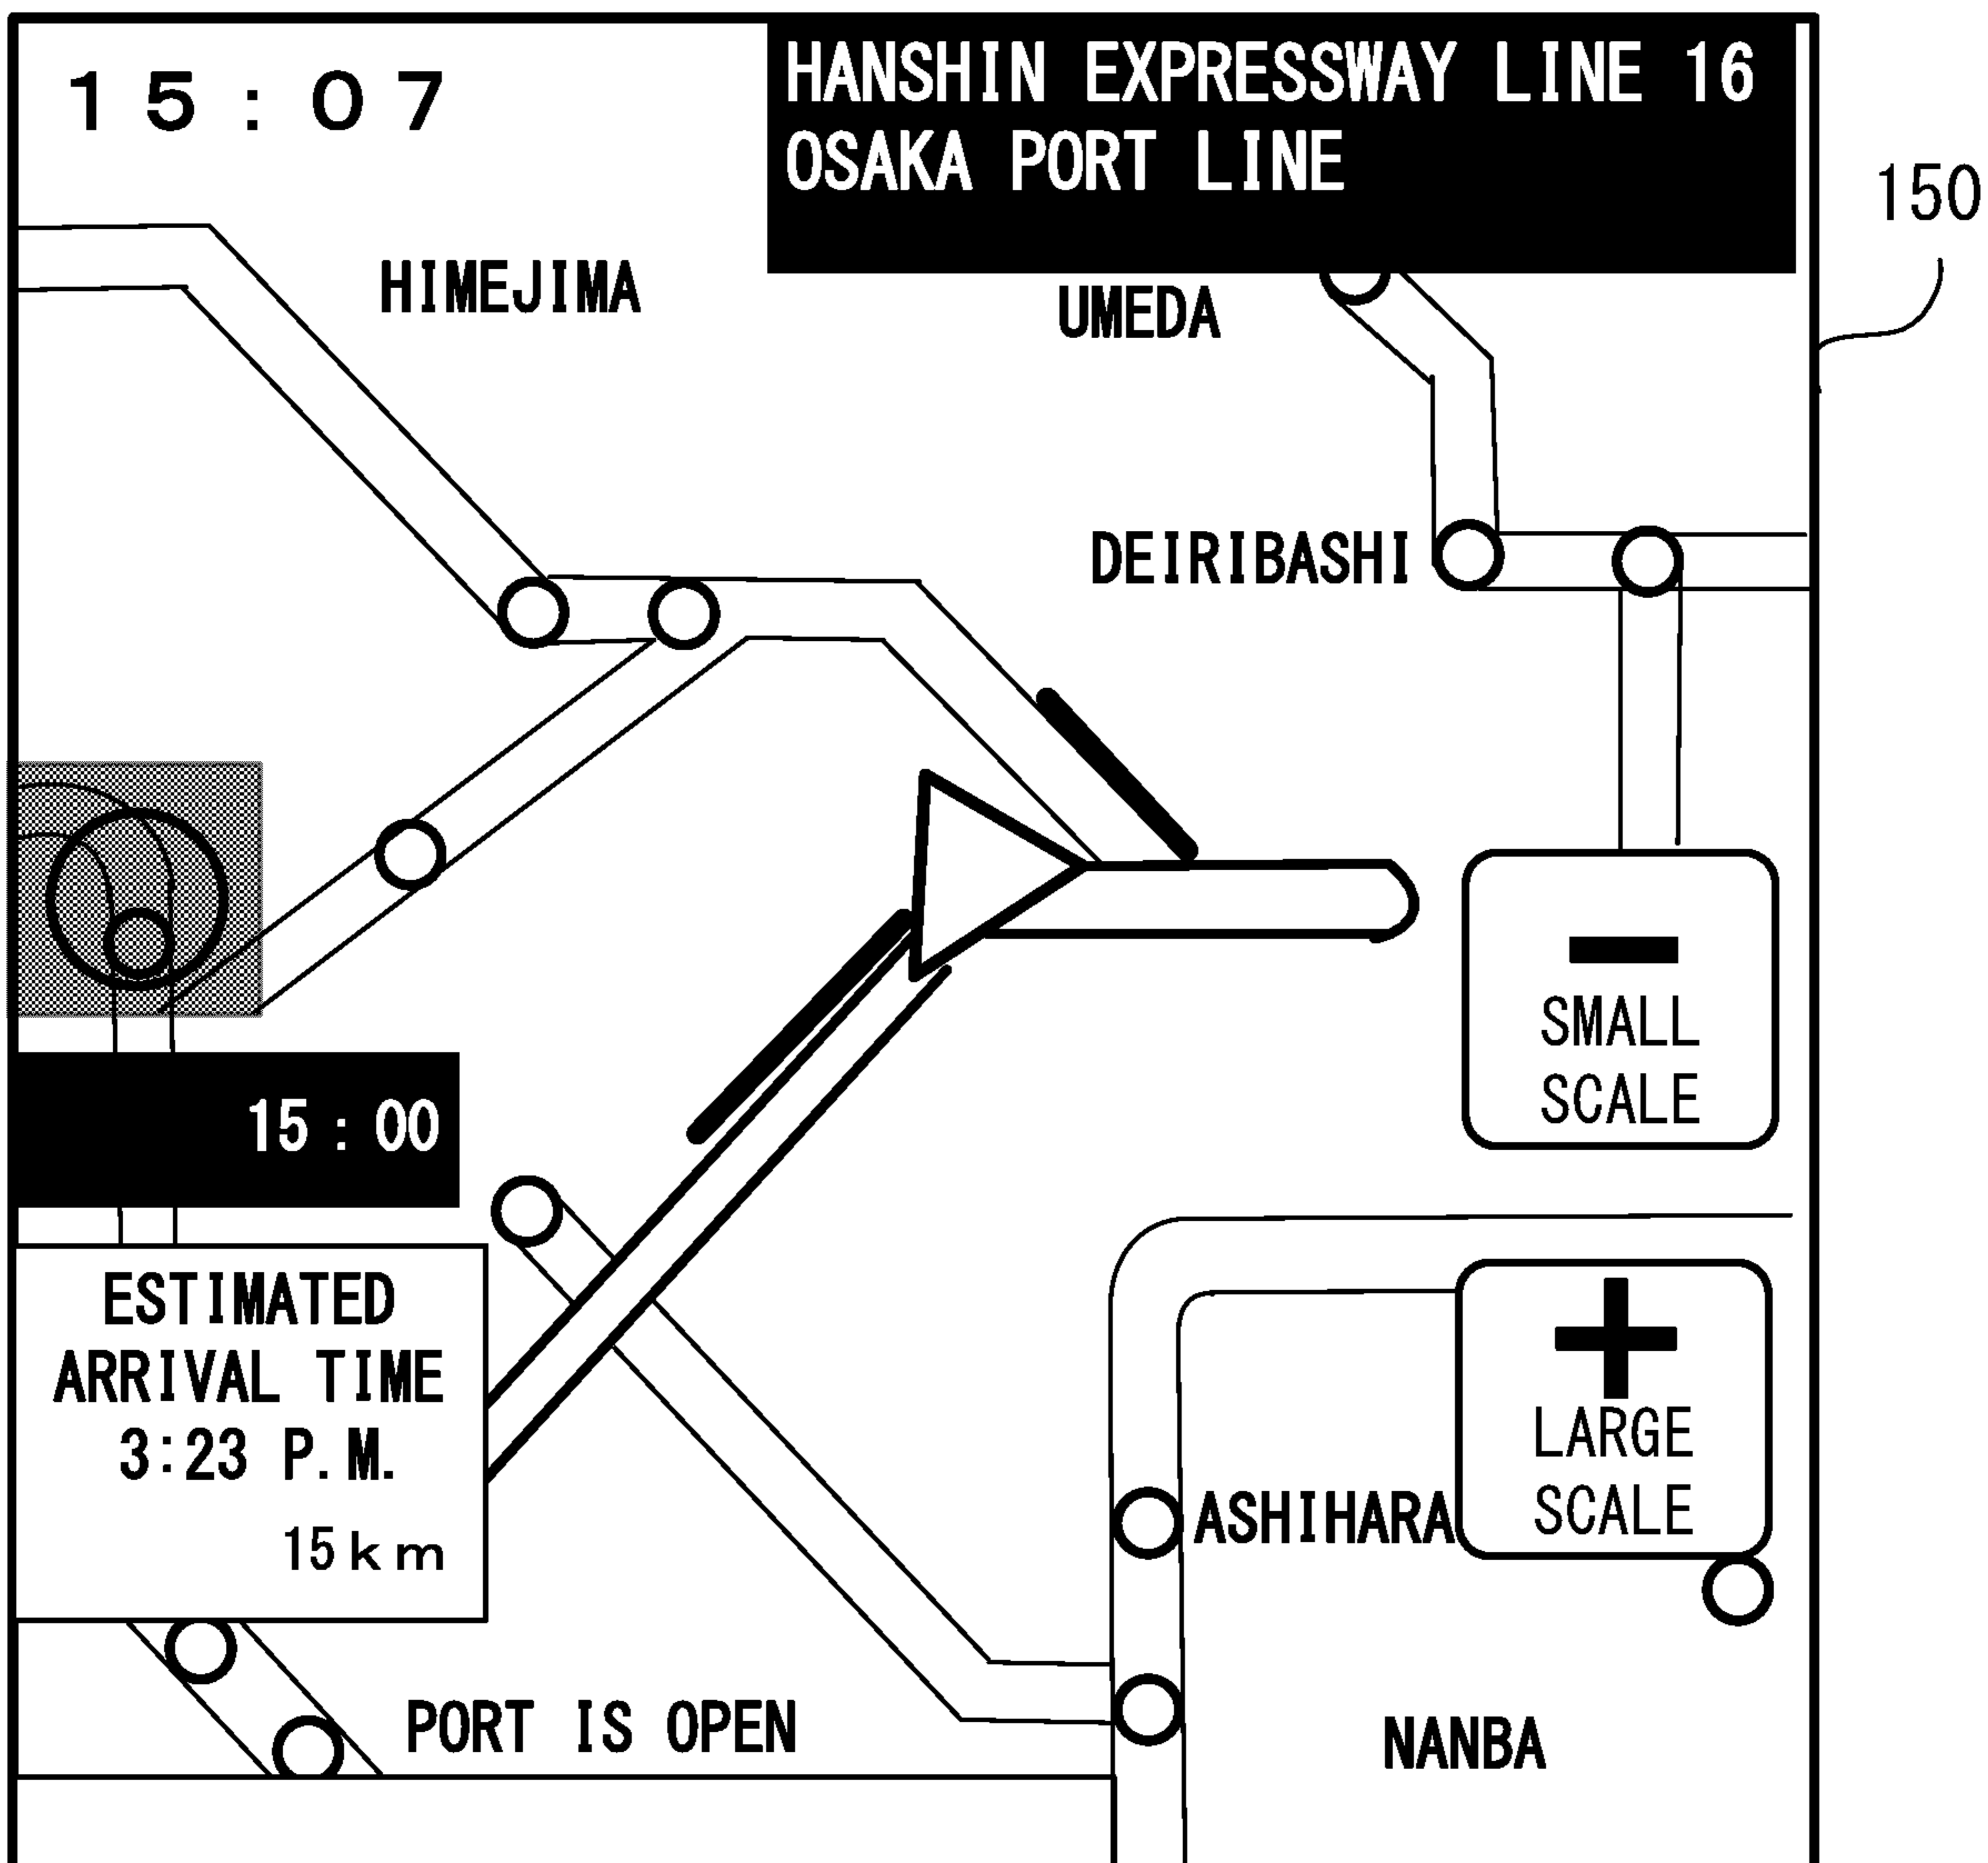 15:07
HANSHIN EXPRESSWAY LINE 16
OSAKA PORT LINE
150
HIMEJIMA
UMEDA
DEIRIBASHI
SMALL
SCALE
15:00
ESTIMATED
ARRIVAL TIME
3:23 P.M.
15km
LARGE
SCALE
ASHIHARA
PORT IS OPEN
NANBA